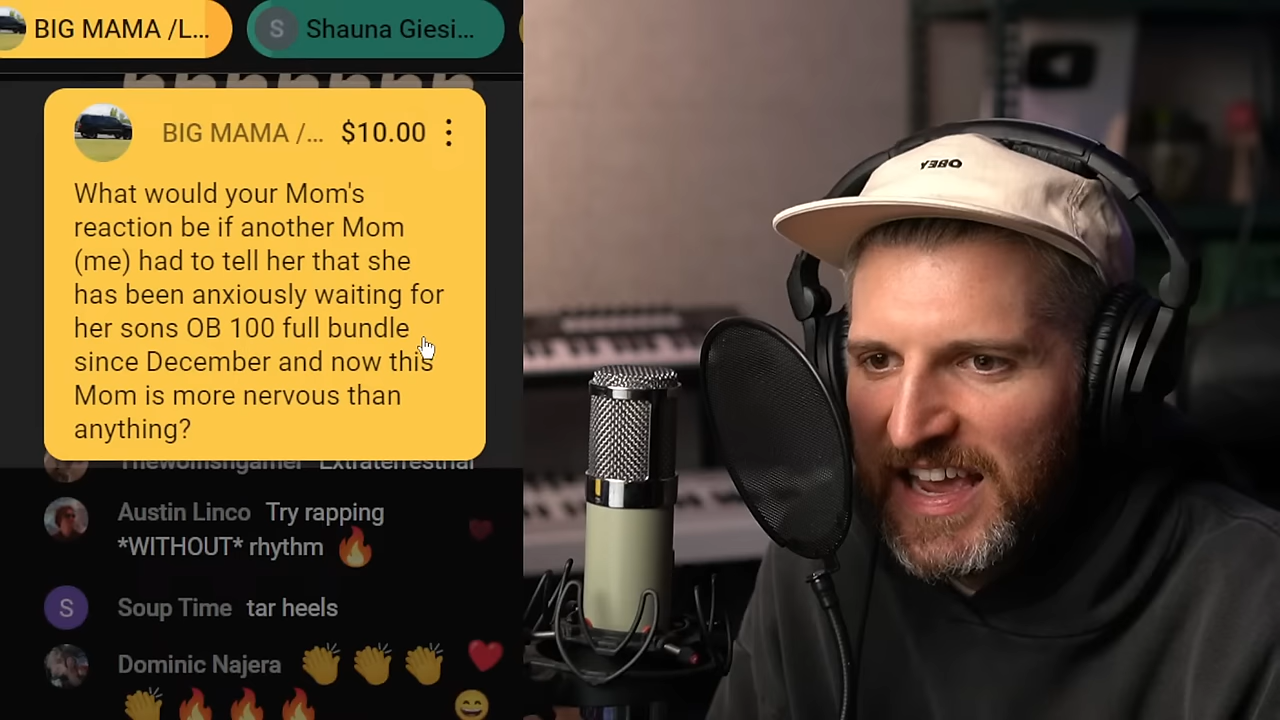 BIG MAMA /L...
S
Shauna Giesi...
BIG MAMA /... $10.00
What would your Mom's
reaction be if another Mom
(me) had to tell her that she
has been anxiously waiting for
her sons OB 100 full bundle
since December and now this
Mom is more nervous than
anything?
Thewolfishgamer Extraterrestrial
Austin Linco Try rapping
*WITHOUT* rhythm 🔥
S
Soup Time tar heels
Dominic Najera 👏👏👏
👏🔥🔥🔥
OBEY